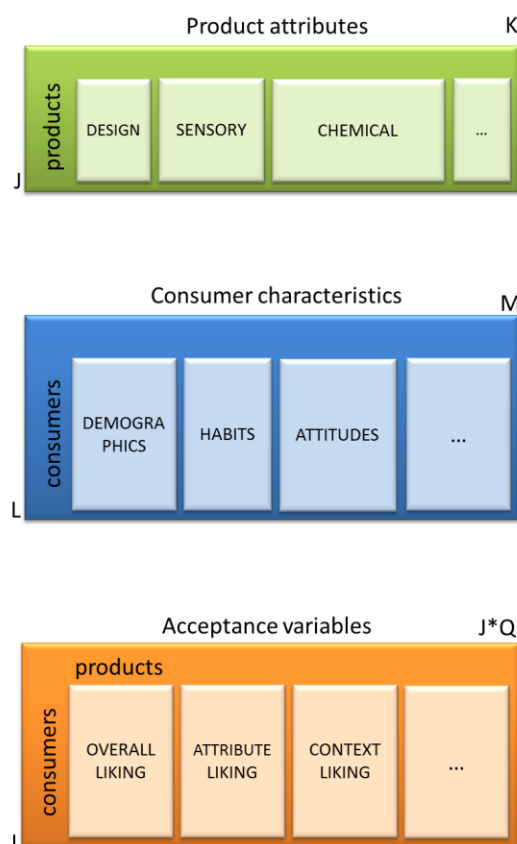 Product attributes K
products
DESIGN
SENSORY
CHEMICAL
...
J
Consumer characteristics M
consumers
DEMOGRA
PHICS
HABITS
ATTITUDES
...
L
Acceptance variables J*Q
products
consumers
OVERALL
LIKING
ATTRIBUTE
LIKING
CONTEXT
LIKING
...